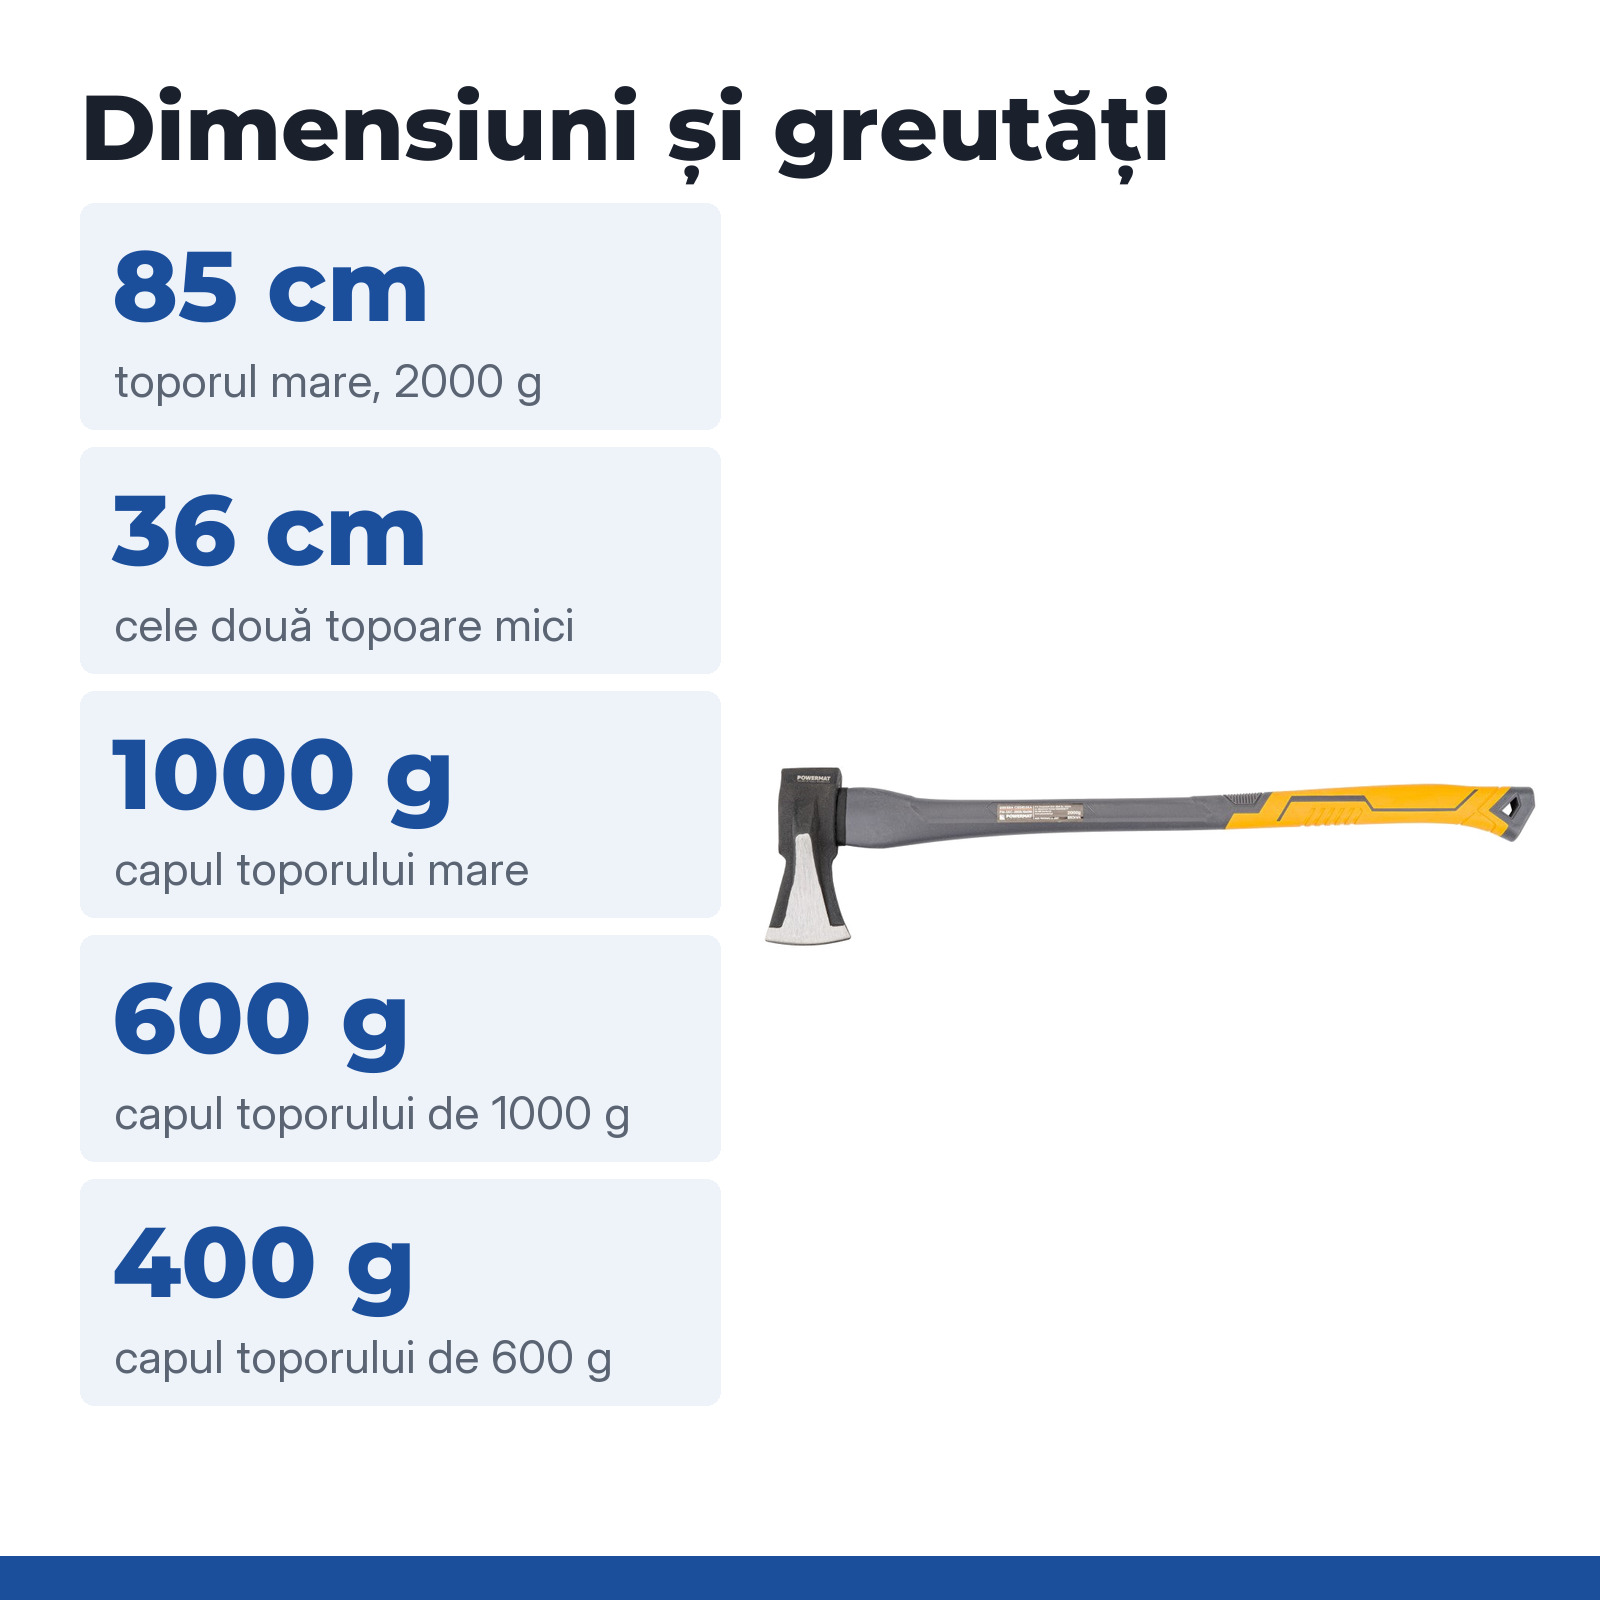 Dimensiuni și greutăți
85 cm
toporul mare, 2000 g
36 cm
cele două topoare mici
1000 g
capul toporului mare
600 g
capul toporului de 1000 g
400 g
capul toporului de 600 g
POWERMAT
POWERMAT